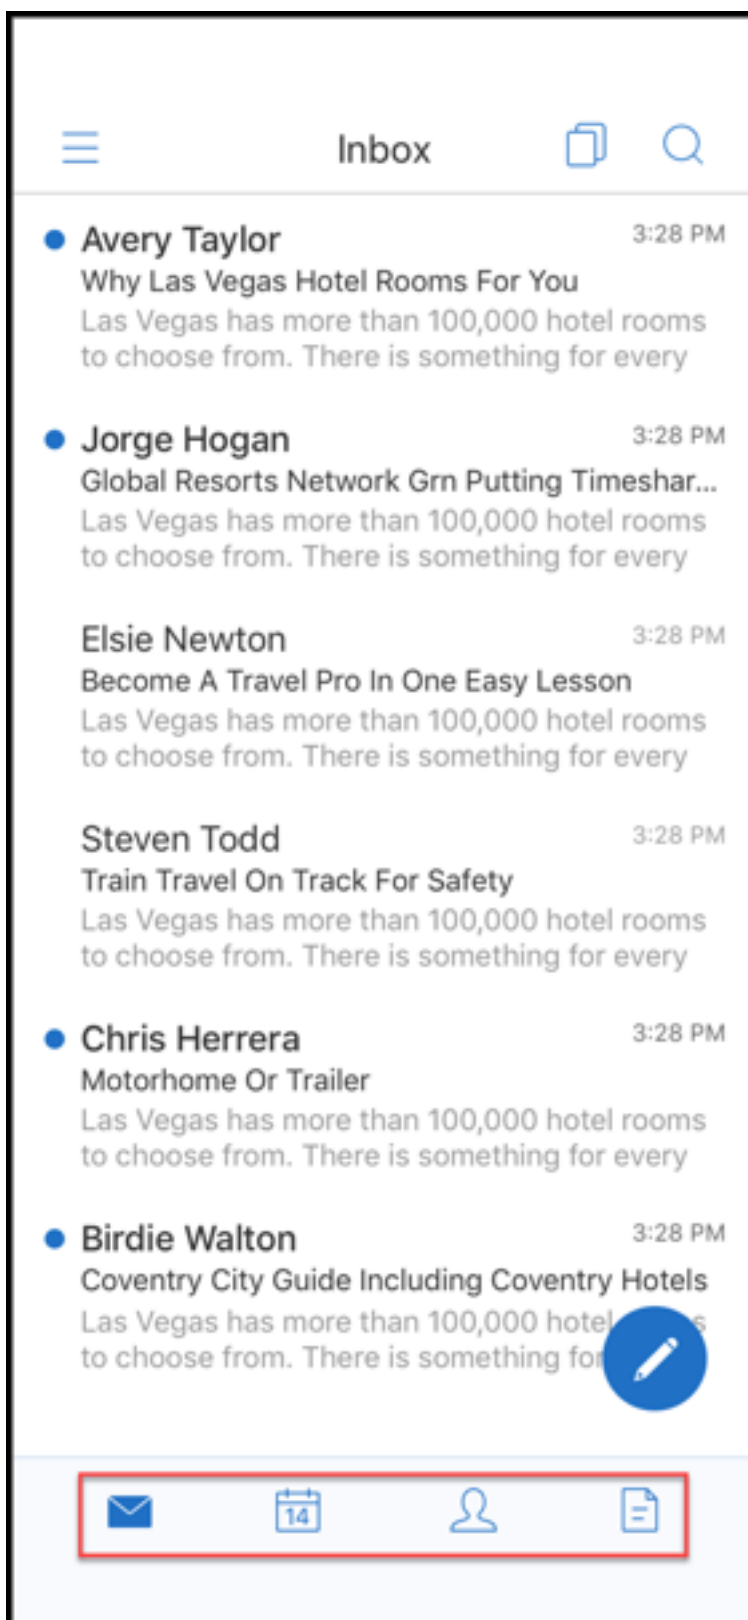 Inbox
Avery Taylor 3:28 PM
Why Las Vegas Hotel Rooms For You
Las Vegas has more than 100,000 hotel rooms
to choose from. There is something for every
Jorge Hogan 3:28 PM
Global Resorts Network Grn Putting Timeshar...
Las Vegas has more than 100,000 hotel rooms
to choose from. There is something for every
Elsie Newton 3:28 PM
Become A Travel Pro In One Easy Lesson
Las Vegas has more than 100,000 hotel rooms
to choose from. There is something for every
Steven Todd 3:28 PM
Train Travel On Track For Safety
Las Vegas has more than 100,000 hotel rooms
to choose from. There is something for every
Chris Herrera 3:28 PM
Motorhome Or Trailer
Las Vegas has more than 100,000 hotel rooms
to choose from. There is something for every
Birdie Walton 3:28 PM
Coventry City Guide Including Coventry Hotels
Las Vegas has more than 100,000 hotel
to choose from. There is something for
14